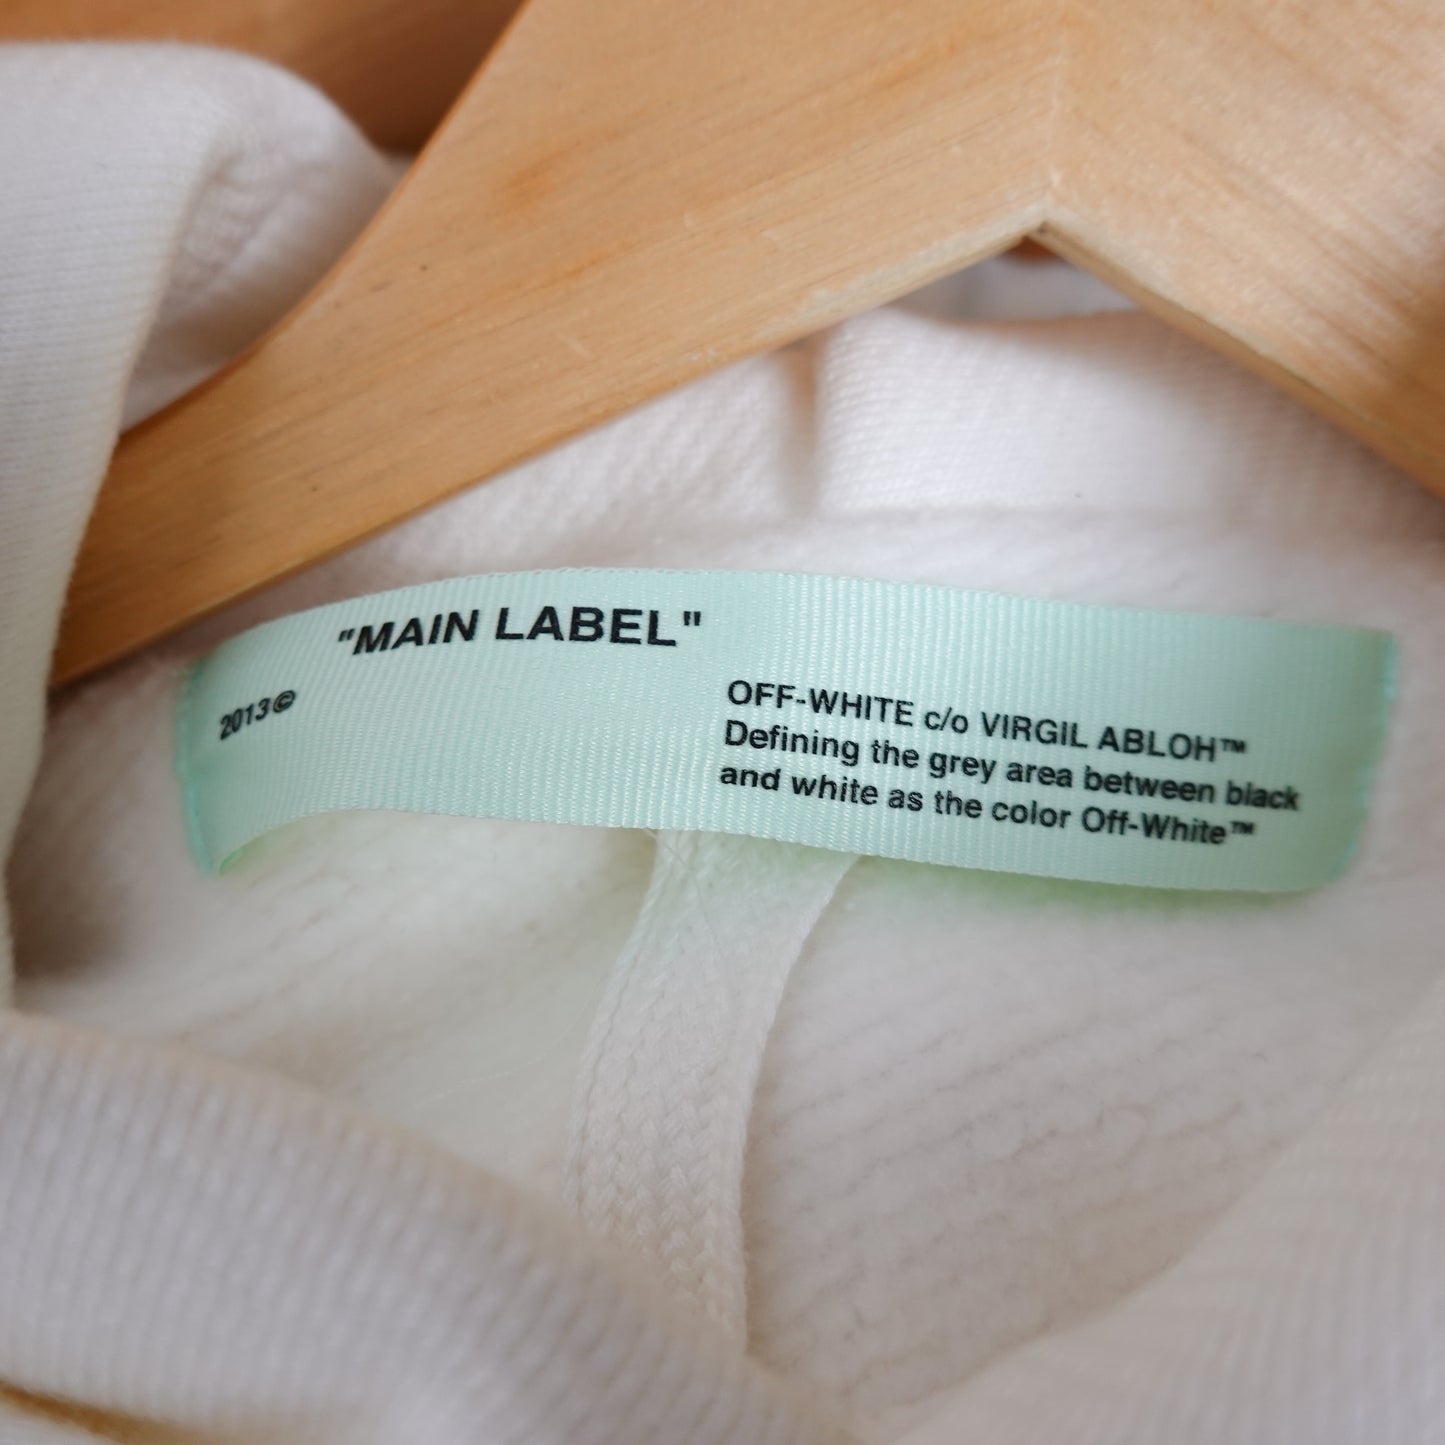 "MAIN LABEL"
2013©
OFF-WHITE c/o VIRGIL ABLOH™
Defining the grey area between black
and white as the color Off-White™